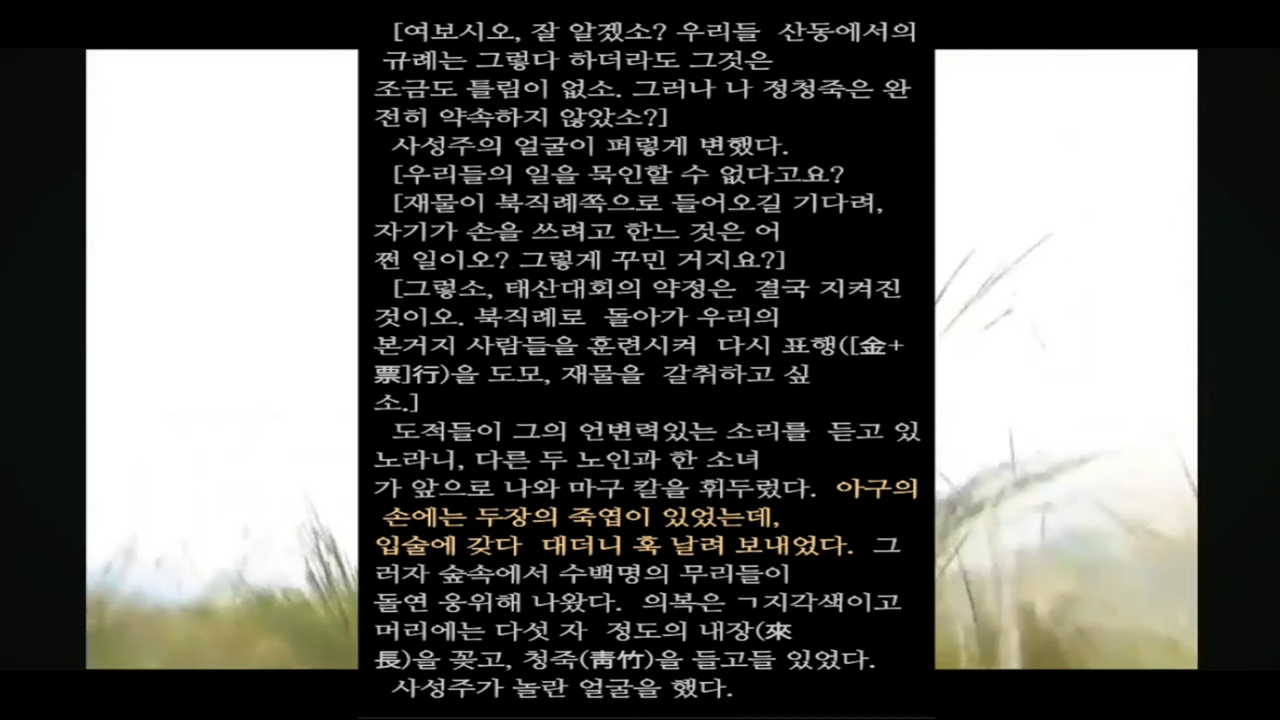 [여보시오, 잘 알겠소? 우리들 산동에서의
규례는 그렇다 하더라도 그것은
조금도 틀림이 없소. 그러나 나 정청죽은 완
전히 약속하지 않았소?]
사성주의 얼굴이 퍼렇게 변했다.
[우리들의 일을 묵인할 수 없다고요?
[재물이 북직례쪽으로 들어오길 기다려,
자기가 손을 쓰려고 한느 것은 어
쩐 일이오? 그렇게 꾸민 거지요?]
[그렇소, 태산대회의 약정은 결국 지켜진
것이오. 북직례로 돌아가 우리의
본거지 사람들을 훈련시켜 다시 표행([金+
票]行)을 도모, 재물을 갈취하고 싶
소.]
도적들이 그의 언변력있는 소리를 듣고 있
노라니, 다른 두 노인과 한 소녀
가 앞으로 나와 마구 칼을 휘두렀다. 아구의
손에는 두장의 죽엽이 있었는데,
입술에 갖다 대더니 훅 날려 보내었다. 그
러자 숲속에서 수백명의 무리들이
돌연 웅위해 나왔다. 의복은 ㄱ지각색이고
머리에는 다섯 자 정도의 내장(來
長)을 꽂고, 청죽(靑竹)을 들고들 있었다.
사성주가 놀란 얼굴을 했다.